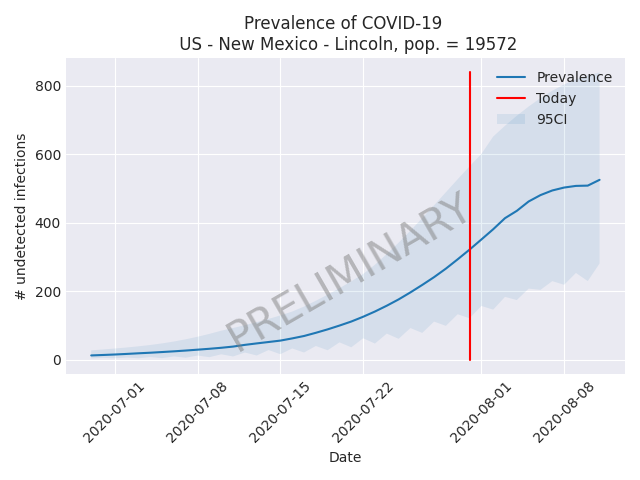 Prevalence of COVID-19
US - New Mexico - Lincoln, pop. = 19572
Prevalence
Today
95CI
800
600
400
200
0
# undetected infections
PRELIMINARY
2020-07-01
2020-07-08
2020-07-15
2020-07-22
2020-08-01
2020-08-08
Date